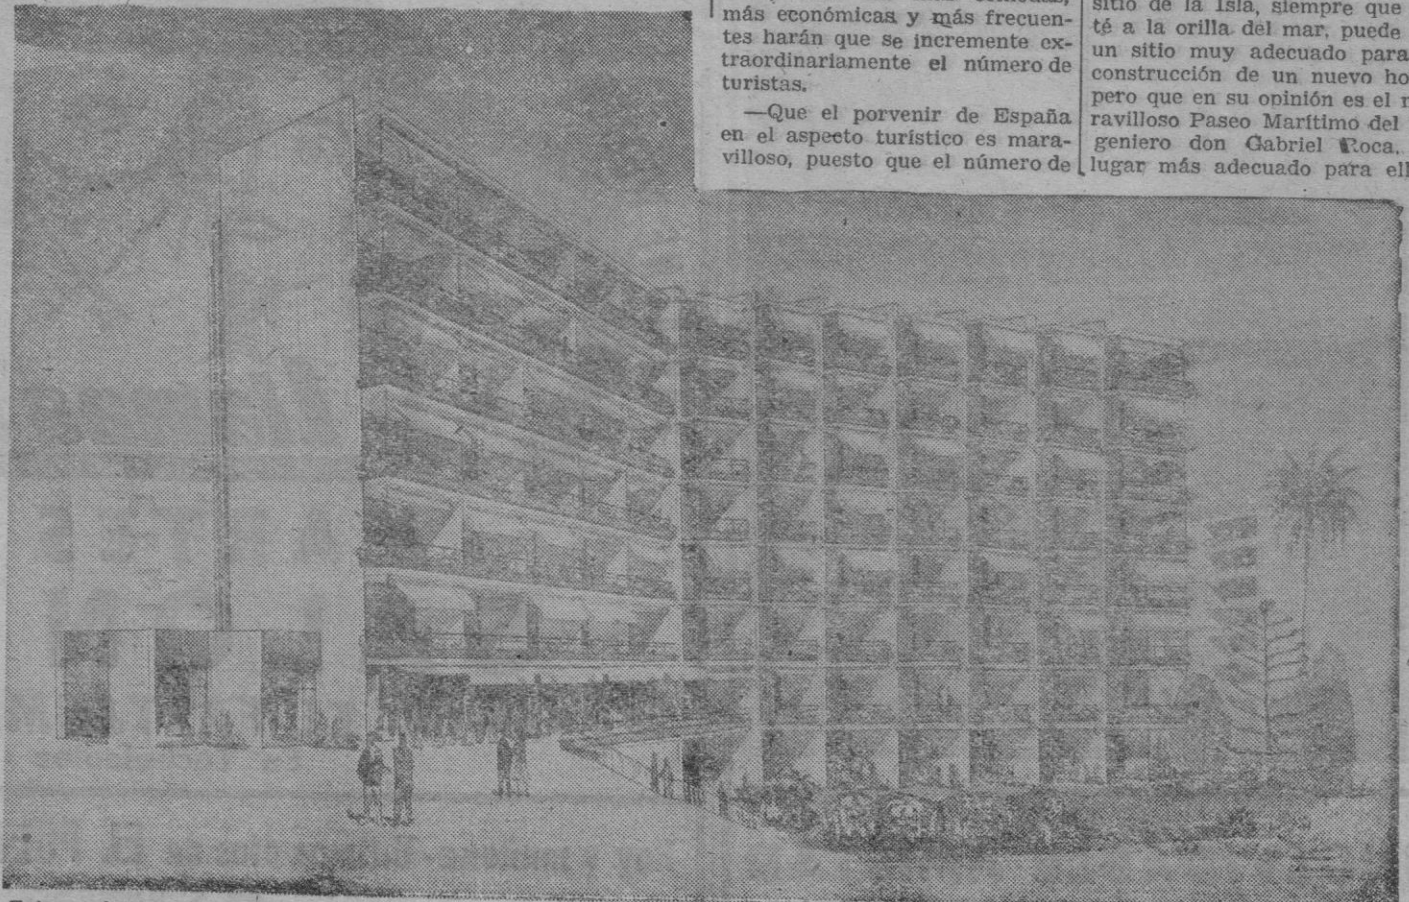 más económicas y más frecuen-
tes harán que se incremente ex-
traordinariamente el número de
turistas.
—Que el porvenir de España
en el aspecto turístico es mara-
villoso, puesto que el número de
sitio de la Isla, siempre que
té a la orilla del mar, puede
un sitio muy adecuado para
construcción de un nuevo ho
pero que en su opinión es el m
ravilloso Paseo Marítimo del
geniero don Gabriel Roca,
lugar más adecuado para ell